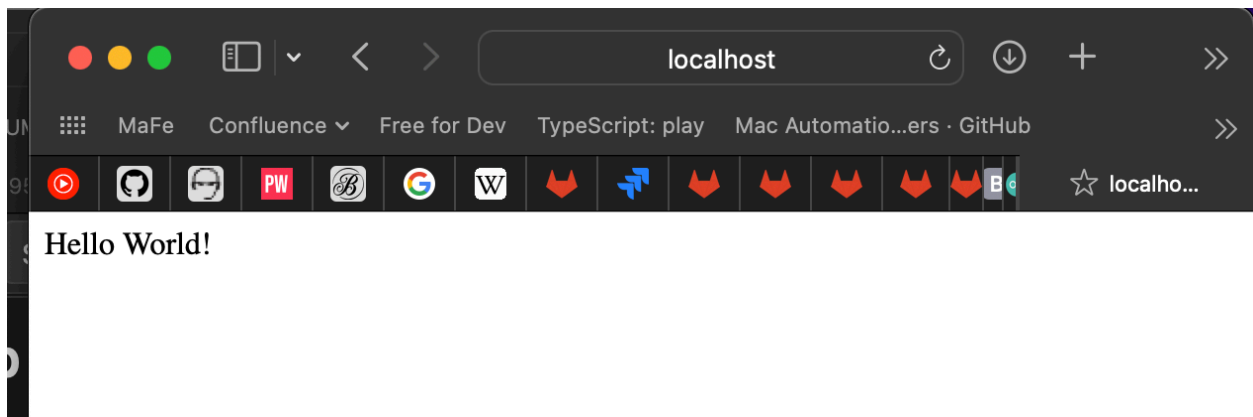 localhost
MaFe Confluence Free for Dev TypeScript: play Mac Automatio...ers · GitHub
PW B G W B localho...
Hello World!